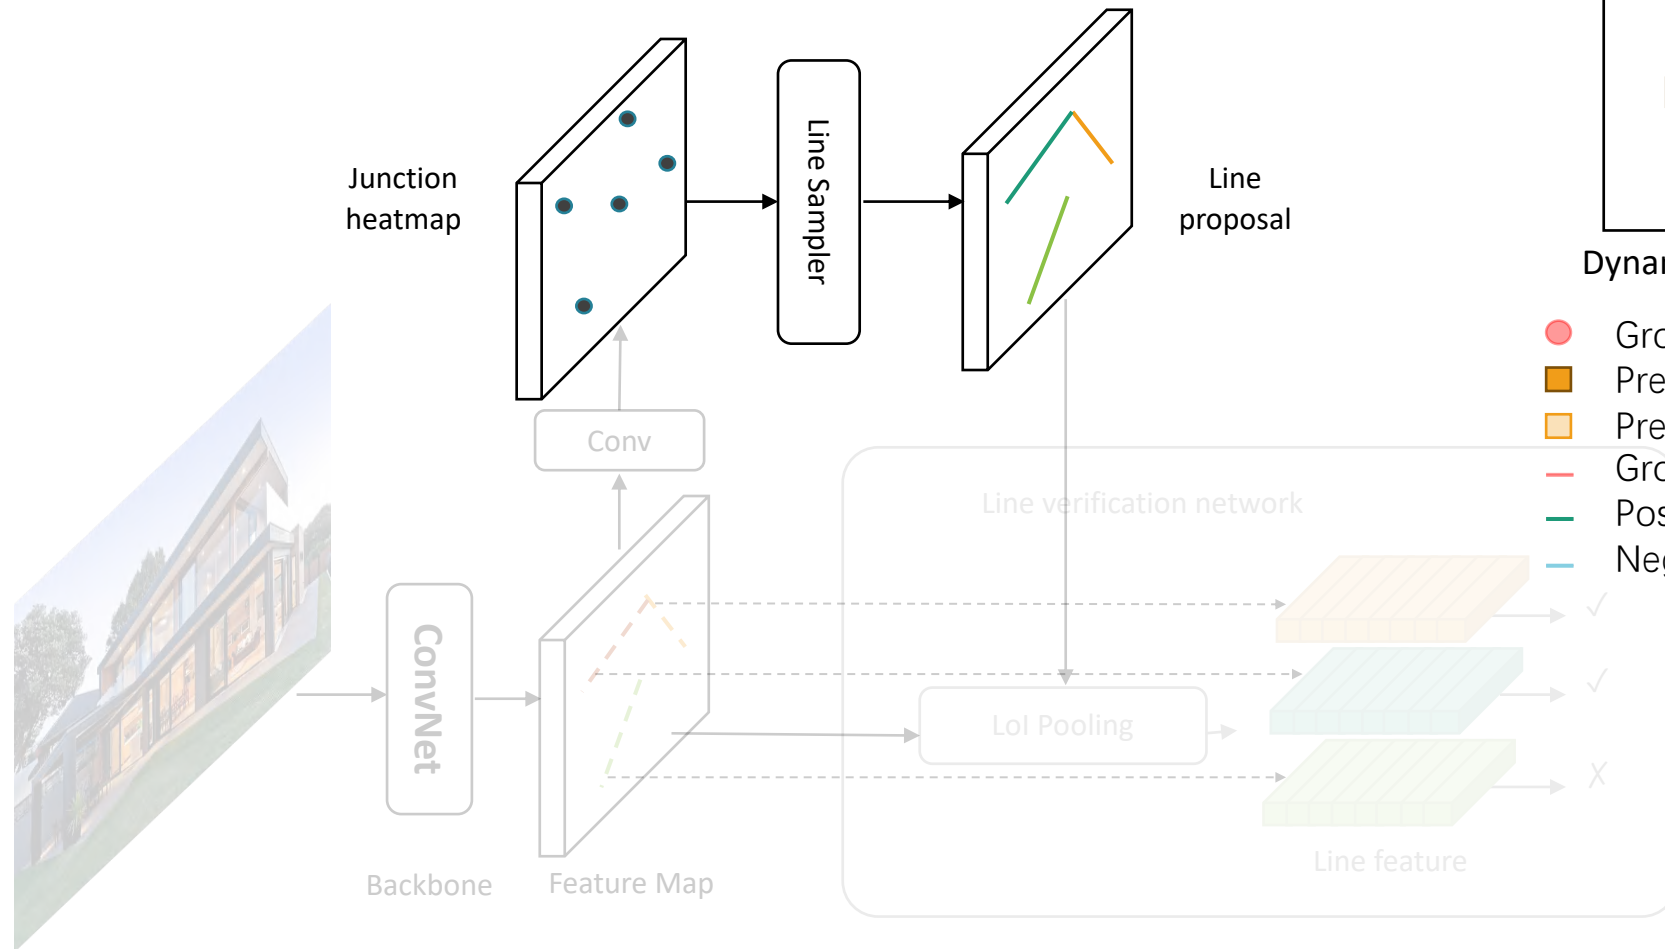 Junction
heatmap
Line Sampler
Line
proposal
Conv
ConvNet
Backbone
Feature Map
Line verification network
LoI Pooling
Line feature
✓
✓
X